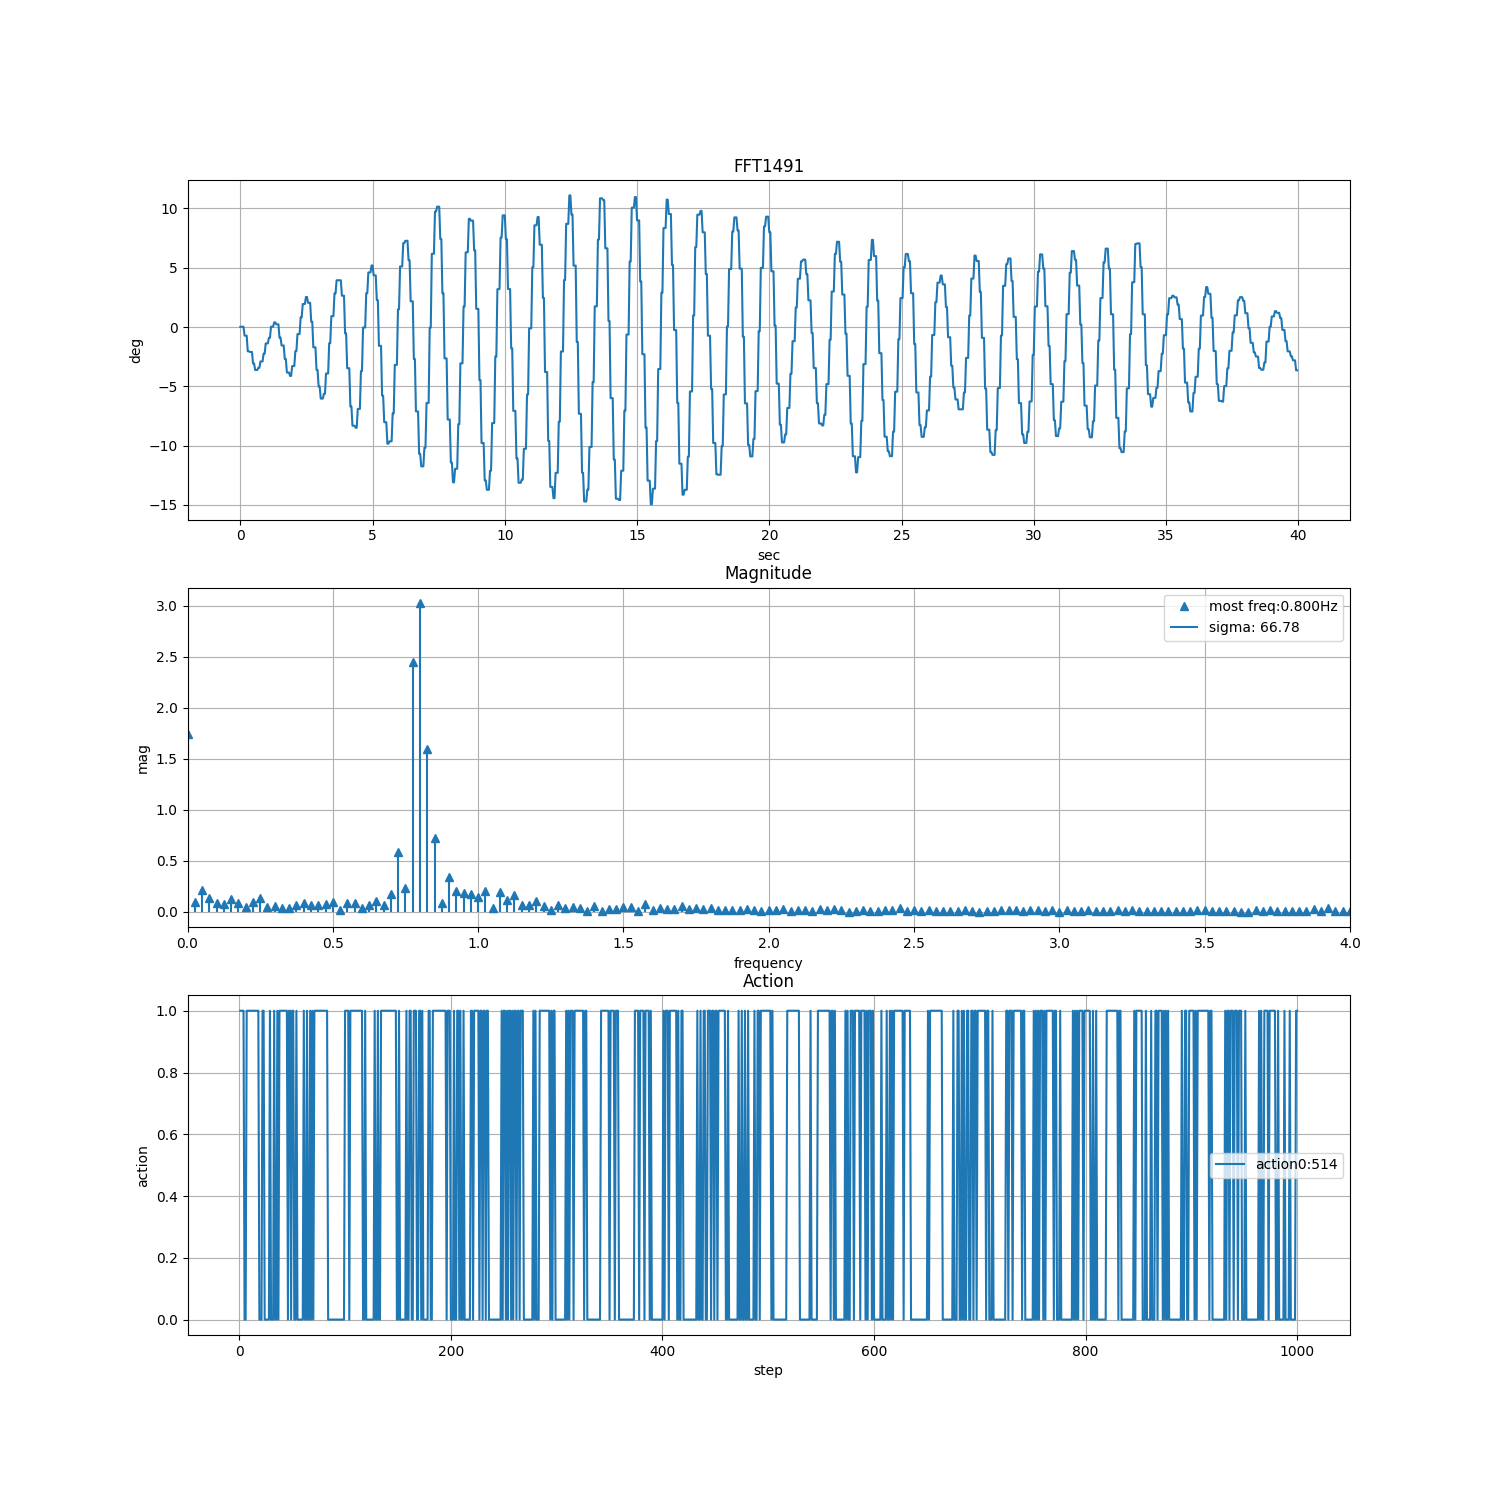 FFT1491
10
5
0
−5
−10
−15
deg
0 5 10 15 20 25 30 35 40
sec
Magnitude
3.0
2.5
2.0
1.5
1.0
0.5
0.0
mag
most freq:0.800Hz
sigma: 66.78
0.0 0.5 1.0 1.5 2.0 2.5 3.0 3.5 4.0
frequency
Action
1.0
0.8
0.6
0.4
0.2
0.0
action
action0:514
0 200 400 600 800 1000
step